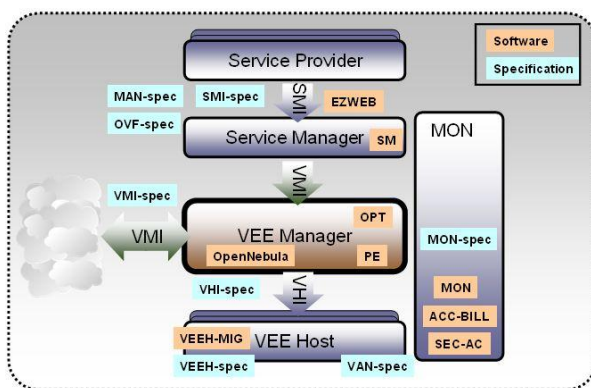 Software
Specification
Service Provider
MAN-spec
SMI-spec
SMI
EZWEB
OVF-spec
Service Manager
SM
MON
VMI
VMI-spec
VMI
OPT
VEE Manager
OpenNebula
PE
MON-spec
VHI-spec
VHI
MON
ACC-BILL
SEC-AC
VEEH-MIG
VEE Host
VEEH-spec
VAN-spec